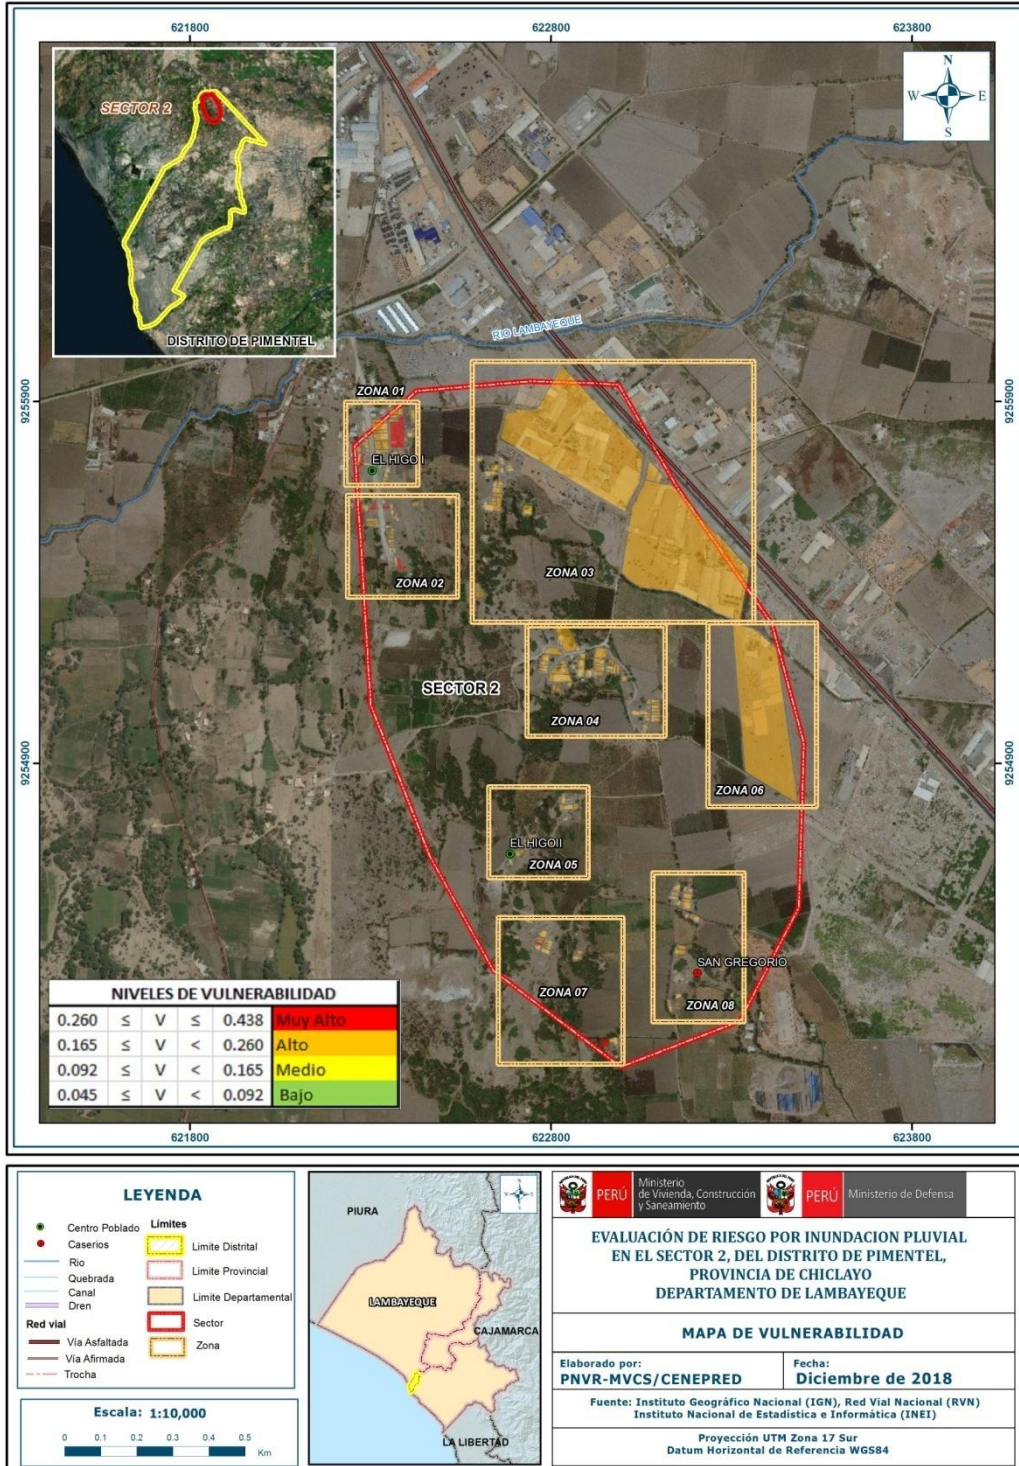 621800
622800
623800
SECTOR 2
DISTRITO DE PIMENTEL
N
W
E
S
RIO LAMBAYEQUE
9255900
9255900
ZONA 01
EL HIGO I
ZONA 02
ZONA 03
SECTOR 2
ZONA 04
9254900
9254900
ZONA 06
EL HIGOII
ZONA 05
SAN GREGORIO
ZONA 07
ZONA 08
NIVELES DE VULNERABILIDAD
0.260 ≤ V ≤ 0.438 Muy Alto
0.165 ≤ V < 0.260 Alto
0.092 ≤ V < 0.165 Medio
0.045 ≤ V < 0.092 Bajo
621800
622800
623800
LEYENDA
Centro Poblado
Caserios
Rio
Quebrada
Canal
Dren
Red vial
Vía Asfaltada
Vía Afirmada
Trocha
Límites
Limite Distrital
Limite Provincial
Limite Departamental
Sector
Zona
Escala: 1:10,000
0 0.1 0.2 0.3 0.4 0.5
Km
PIURA
LAMBAYEQUE
CAJAMARCA
LA LIBERTAD
PERÚ
Ministerio
de Vivienda, Construcción
y Saneamiento
PERÚ
Ministerio de Defensa
EVALUACIÓN DE RIESGO POR INUNDACION PLUVIAL
EN EL SECTOR 2, DEL DISTRITO DE PIMENTEL,
PROVINCIA DE CHICLAYO
DEPARTAMENTO DE LAMBAYEQUE
MAPA DE VULNERABILIDAD
Elaborado por:
PNVR-MVCS/CENEPRED
Fecha:
Diciembre de 2018
Fuente: Instituto Geográfico Nacional (IGN), Red Vial Nacional (RVN)
Instituto Nacional de Estadística e Informática (INEI)
Proyección UTM Zona 17 Sur
Datum Horizontal de Referencia WGS84